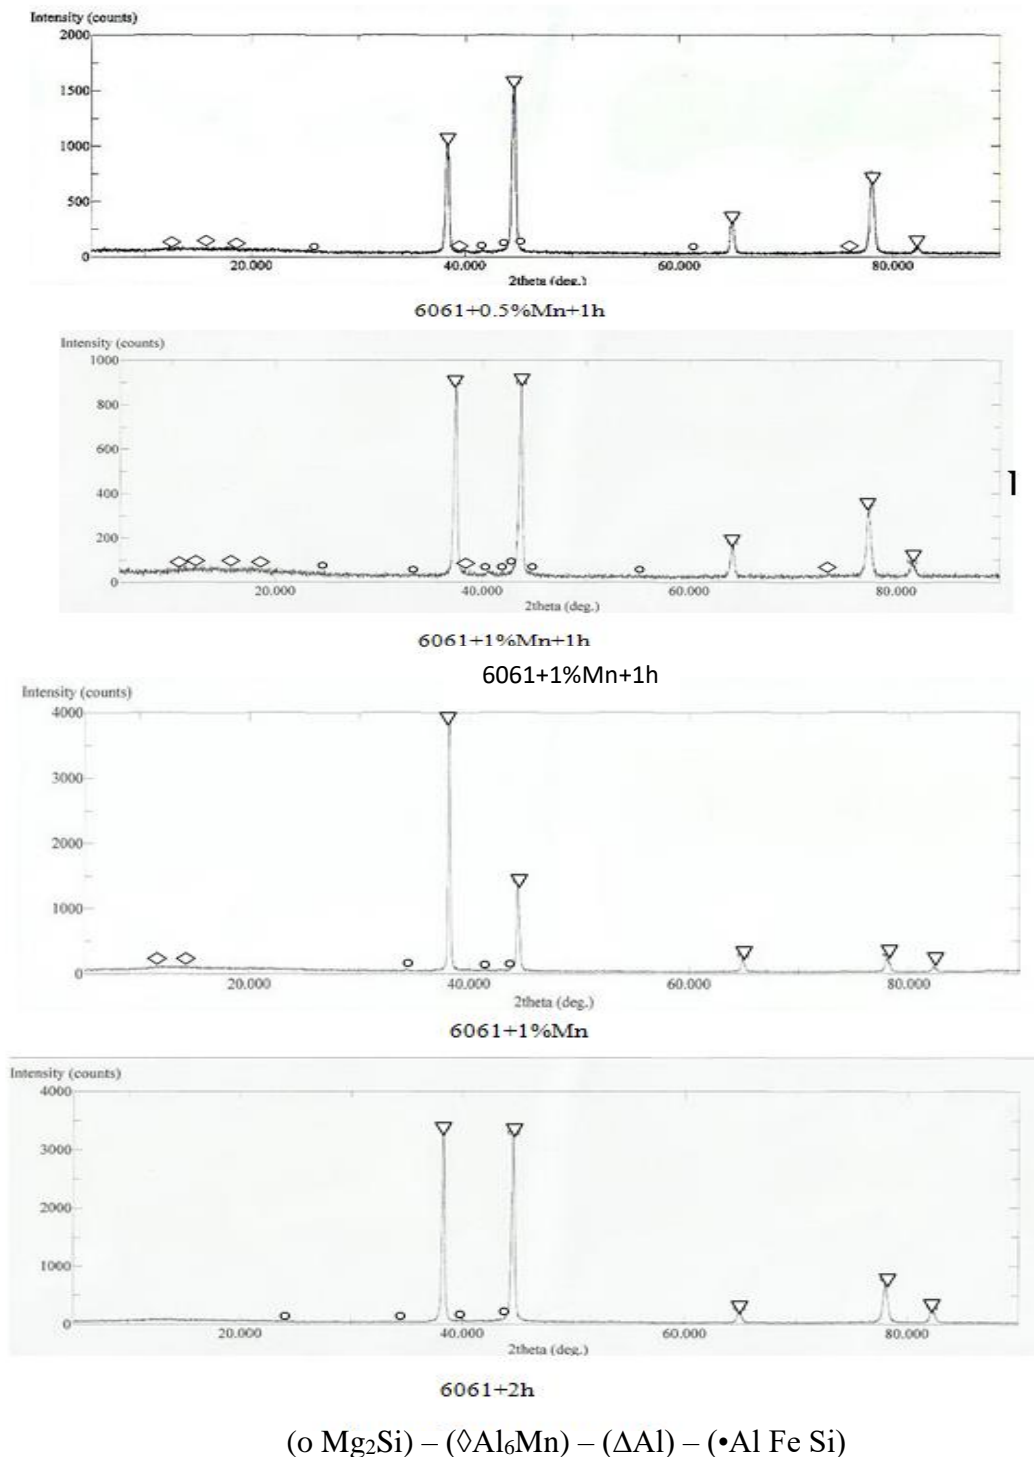 Intensity (counts)
2000
1500
1000
500
0
20.000 40.000 60.000 80.000
2theta (deg.)
6061+0.5%Mn+1h
Intensity (counts)
1000
800
600
400
200
0
20.000 40.000 60.000 80.000
2theta (deg.)
6061+1%Mn+1h
6061+1%Mn+1h
Intensity (counts)
4000
3000
2000
1000
0
20.000 40.000 60.000 80.000
2theta (deg.)
6061+1%Mn
Intensity (counts)
4000
3000
2000
1000
0
20.000 40.000 60.000 80.000
2theta (deg.)
6061+2h
(o Mg₂Si) – (◊Al₆Mn) – (ΔAl) – (•Al Fe Si)